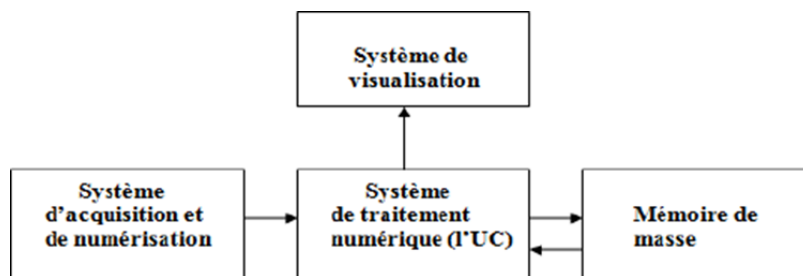 Système de
visualisation
Système
d'acquisition et
de numérisation
Système
de traitement
numérique (l'UC)
Mémoire de
masse